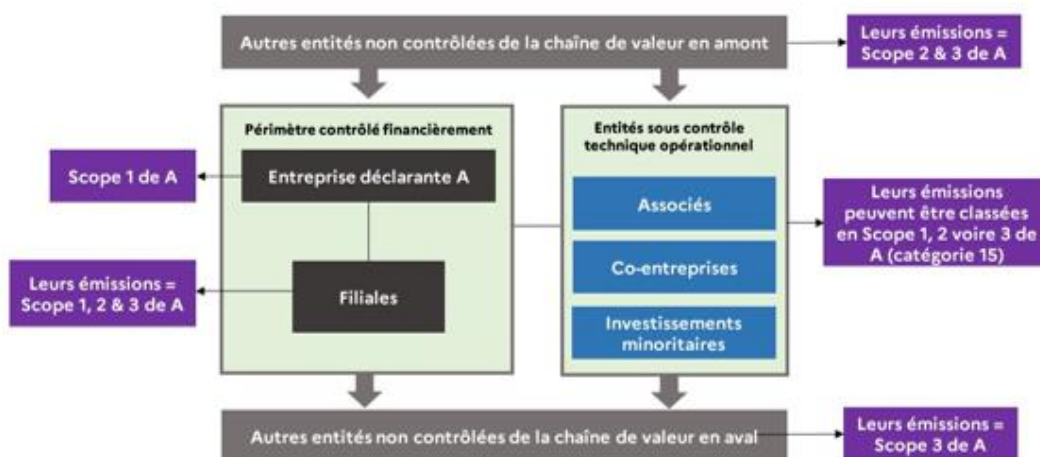 Autres entités non contrôlées de la chaîne de valeur en amont
Leurs émissions =
Scope 2 & 3 de A
Périmètre contrôlé financièrement
Entités sous contrôle
technique opérationnel
Scope 1 de A
Entreprise déclarante A
Associés
Leurs émissions
peuvent être classées
en Scope 1, 2 voire 3 de
A (catégorie 15)
Co-entreprises
Leurs émissions =
Scope 1, 2 & 3 de A
Filiales
Investissements
minoritaires
Autres entités non contrôlées de la chaîne de valeur en aval
Leurs émissions =
Scope 3 de A